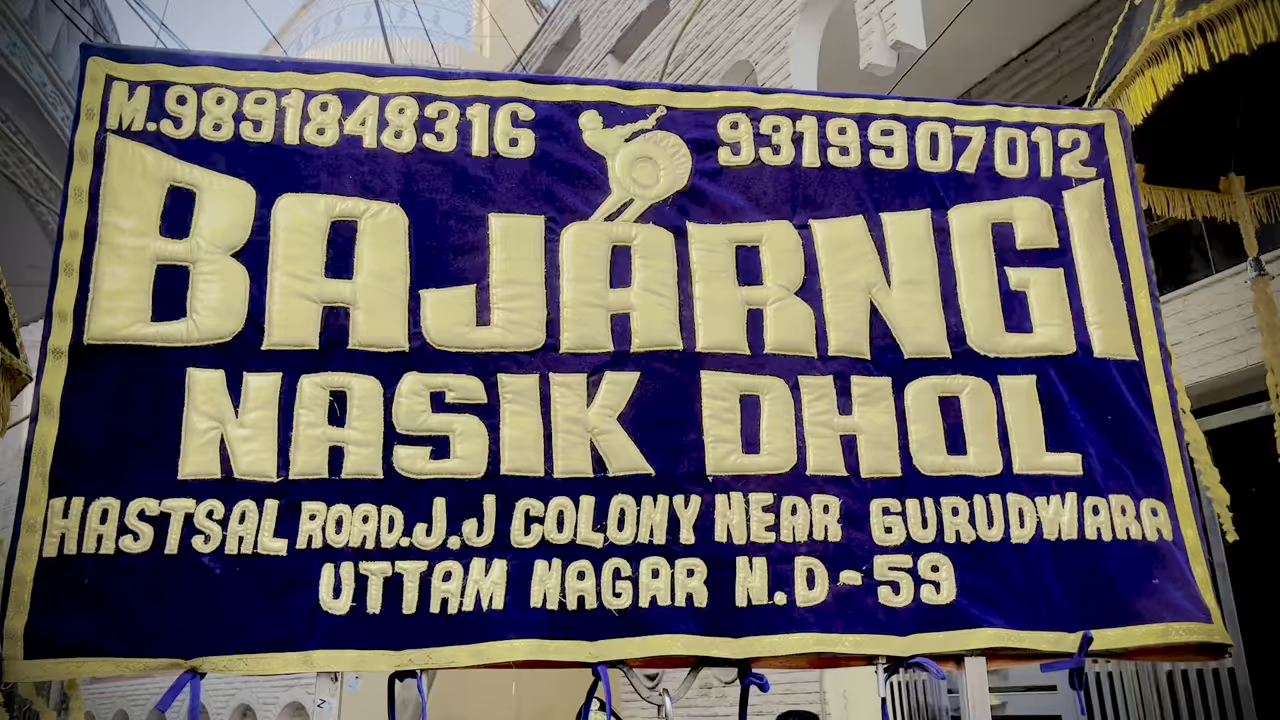 M.9891848316 9319907012
BAJARNGI
NASIK DHOL
HASTSAL ROAD.J.J COLONY NEAR GURUDWARA
UTTAM NAGAR N.D-59